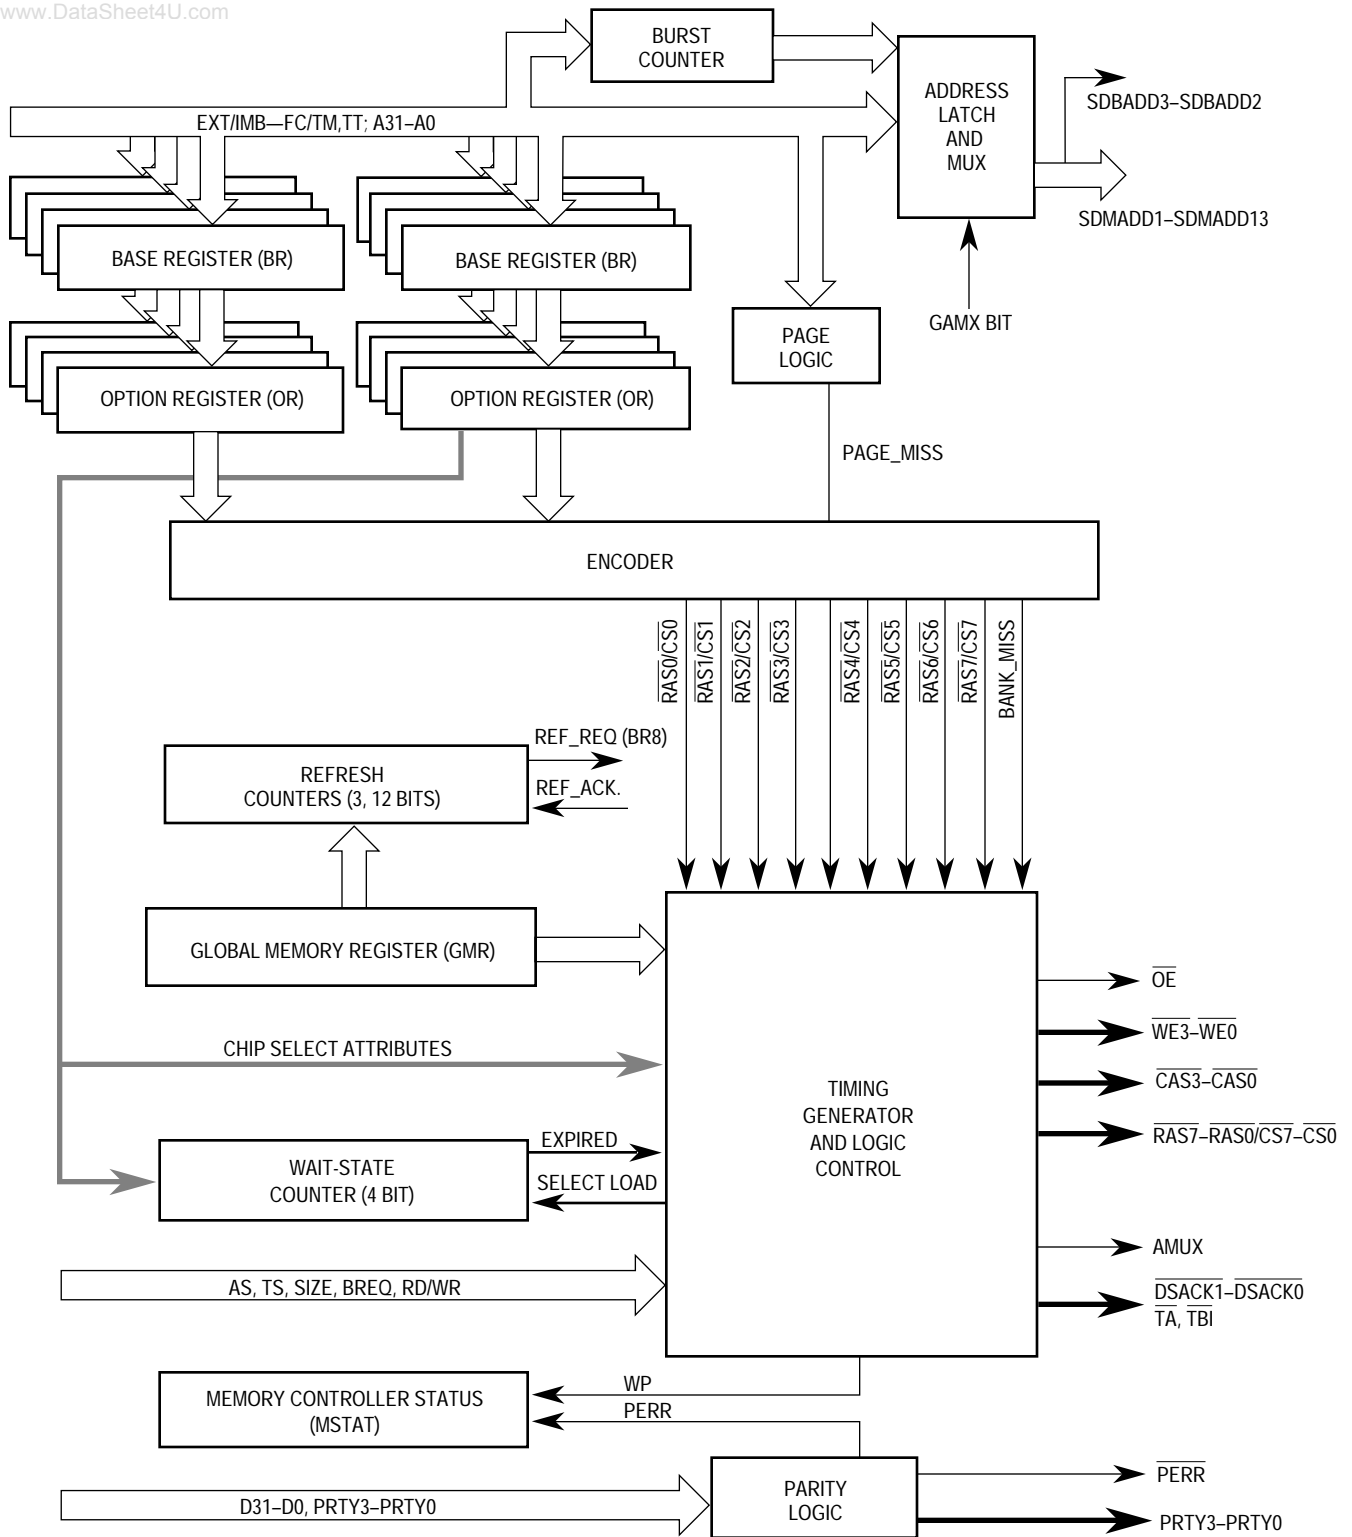 www.DataSheet4U.com
BURST
COUNTER
ADDRESS
LATCH
AND
MUX
SDBADD3–SDBADD2
EXT/IMB—FC/TM,TT; A31–A0
SDMADD1–SDMADD13
BASE REGISTER (BR)
BASE REGISTER (BR)
GAMX BIT
PAGE
LOGIC
OPTION REGISTER (OR)
OPTION REGISTER (OR)
PAGE_MISS
ENCODER
RAS0/CS0
RAS1/CS1
RAS2/CS2
RAS3/CS3
RAS4/CS4
RAS5/CS5
RAS6/CS6
RAS7/CS7
BANK_MISS
REF_REQ (BR8)
REFRESH
COUNTERS (3, 12 BITS)
REF_ACK.
GLOBAL MEMORY REGISTER (GMR)
OE
WE3–WE0
CHIP SELECT ATTRIBUTES
CAS3–CAS0
TIMING
GENERATOR
AND LOGIC
CONTROL
RAS7–RAS0/CS7–CS0
EXPIRED
WAIT-STATE
COUNTER (4 BIT)
SELECT LOAD
AMUX
AS, TS, SIZE, BREQ, RD/WR
DSACK1–DSACK0
TA, TBI
WP
MEMORY CONTROLLER STATUS
(MSTAT)
PERR
PERR
PARITY
LOGIC
D31–D0, PRTY3–PRTY0
PRTY3–PRTY0